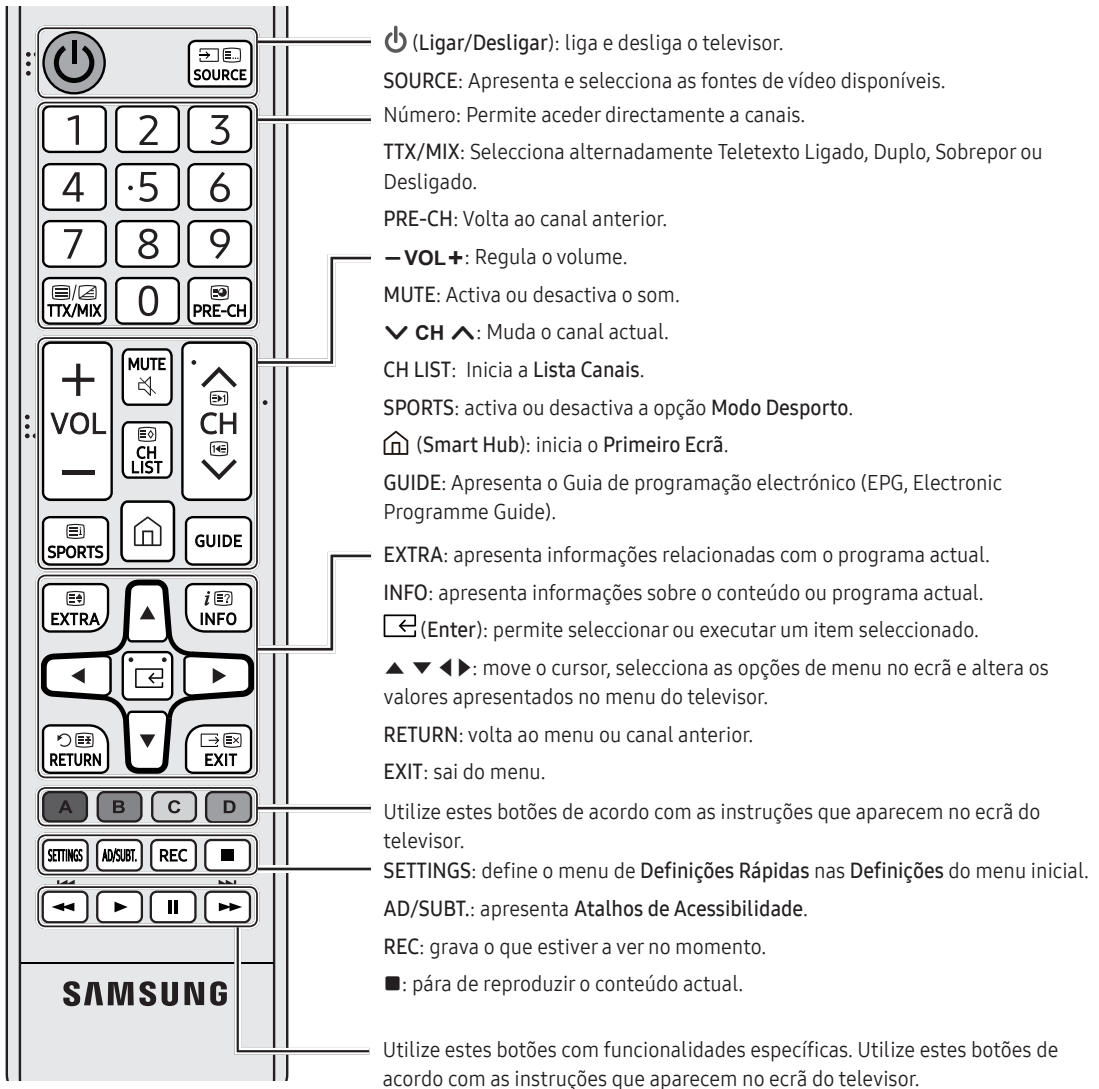 SOURCE
1 2 3
4 ·5 6
7 8 9
TTX/MIX 0 PRE-CH
+ VOL –
MUTE
CH LIST
CH
SPORTS
GUIDE
EXTRA
i INFO
RETURN
EXIT
A B C D
SETTINGS AD/SUBT. REC ■
◄◄ ► II ►►
SAMSUNG
(Ligar/Desligar): liga e desliga o televisor.
SOURCE: Apresenta e selecciona as fontes de vídeo disponíveis.
Número: Permite aceder directamente a canais.
TTX/MIX: Selecciona alternadamente Teletexto Ligado, Duplo, Sobrepor ou
Desligado.
PRE-CH: Volta ao canal anterior.
– VOL +: Regula o volume.
MUTE: Activa ou desactiva o som.
CH: Muda o canal actual.
CH LIST: Inicia a Lista Canais.
SPORTS: activa ou desactiva a opção Modo Desporto.
(Smart Hub): inicia o Primeiro Ecrã.
GUIDE: Apresenta o Guia de programação electrónico (EPG, Electronic
Programme Guide).
EXTRA: apresenta informações relacionadas com o programa actual.
INFO: apresenta informações sobre o conteúdo ou programa actual.
(Enter): permite seleccionar ou executar um item seleccionado.
▲ ▼ ◄ ►: move o cursor, selecciona as opções de menu no ecrã e altera os
valores apresentados no menu do televisor.
RETURN: volta ao menu ou canal anterior.
EXIT: sai do menu.
Utilize estes botões de acordo com as instruções que aparecem no ecrã do
televisor.
SETTINGS: define o menu de Definições Rápidas nas Definições do menu inicial.
AD/SUBT.: apresenta Atalhos de Acessibilidade.
REC: grava o que estiver a ver no momento.
■: pára de reproduzir o conteúdo actual.
Utilize estes botões com funcionalidades específicas. Utilize estes botões de
acordo com as instruções que aparecem no ecrã do televisor.